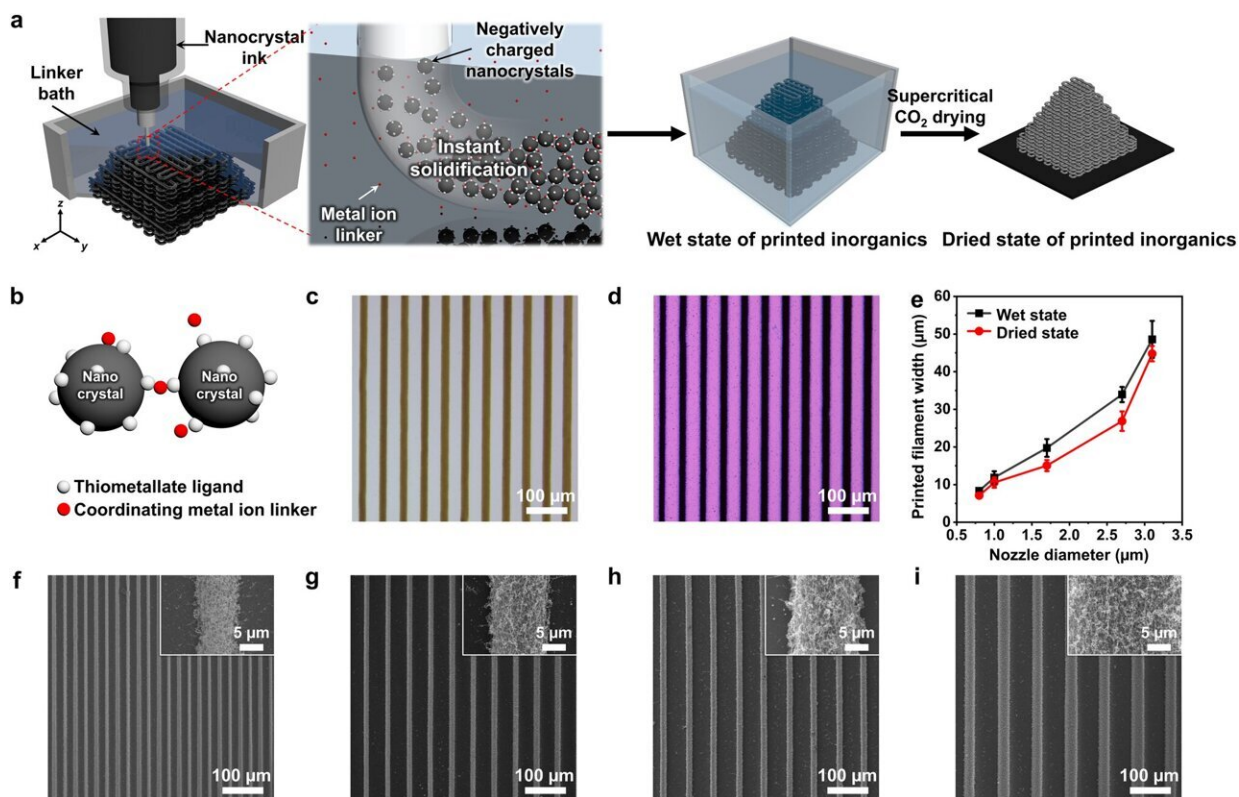 a
Nanocrystal
ink
Linker
bath
z
x
y
Negatively
charged
nanocrystals
Instant
solidification
Metal ion
linker
Supercritical
CO2 drying
Wet state of printed inorganics
Dried state of printed inorganics
b
Nano
crystal
Nano
crystal
Thiometallate ligand
Coordinating metal ion linker
c
100 µm
d
100 µm
e
Printed filament width (µm)
60
50
40
30
20
10
0
Wet state
Dried state
0.5 1.0 1.5 2.0 2.5 3.0 3.5
Nozzle diameter (µm)
f
5 µm
100 µm
g
5 µm
100 µm
h
5 µm
100 µm
i
5 µm
100 µm